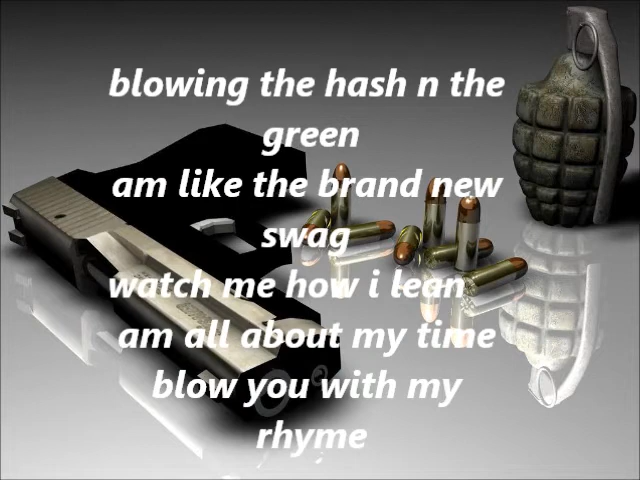 blowing the hash n the
green
am like the brand new
swag
watch me how i lean
am all about my time
blow you with my
rhyme